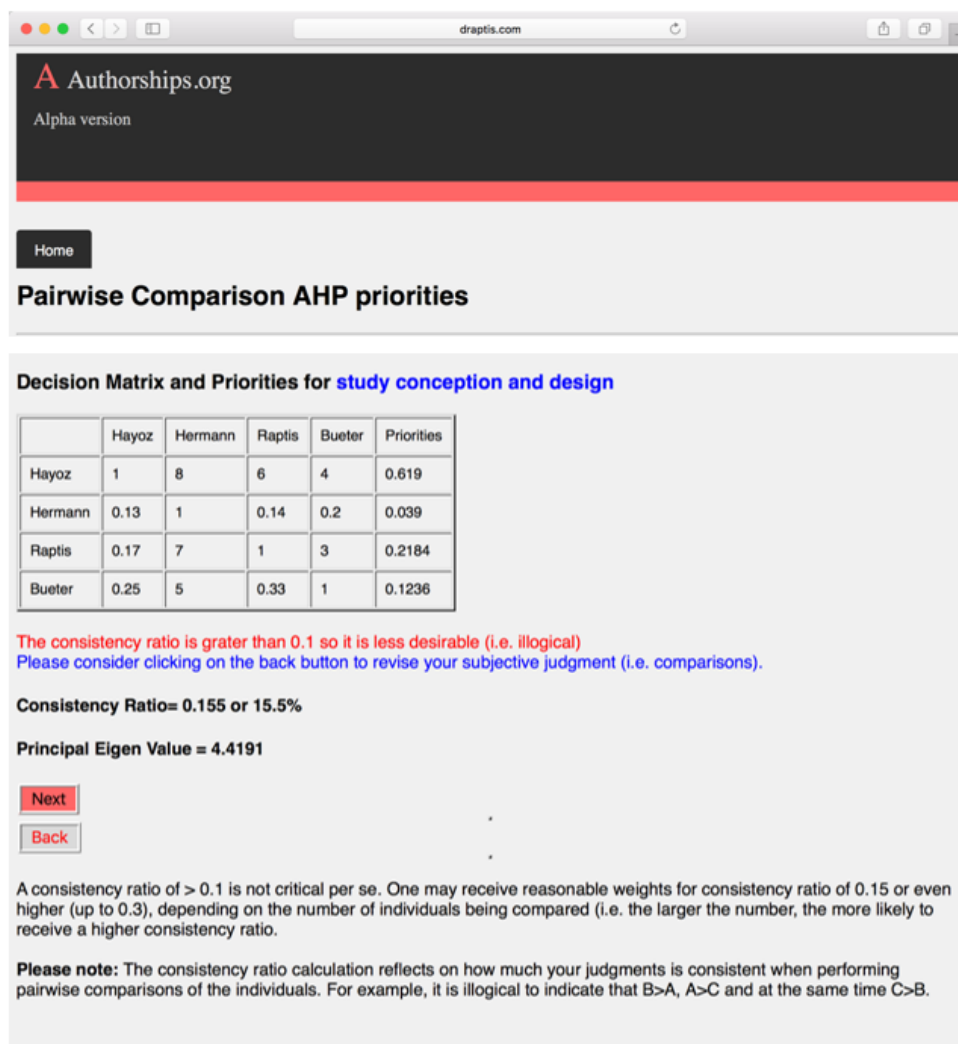 draptis.com
A Authorships.org
Alpha version
Home
Pairwise Comparison AHP priorities
Decision Matrix and Priorities for study conception and design
Hayoz Hermann Raptis Bueter Priorities
Hayoz 1 8 6 4 0.619
Hermann 0.13 1 0.14 0.2 0.039
Raptis 0.17 7 1 3 0.2184
Bueter 0.25 5 0.33 1 0.1236
The consistency ratio is grater than 0.1 so it is less desirable (i.e. illogical)
Please consider clicking on the back button to revise your subjective judgment (i.e. comparisons).
Consistency Ratio= 0.155 or 15.5%
Principal Eigen Value = 4.4191
Next
Back
A consistency ratio of > 0.1 is not critical per se. One may receive reasonable weights for consistency ratio of 0.15 or even
higher (up to 0.3), depending on the number of individuals being compared (i.e. the larger the number, the more likely to
receive a higher consistency ratio.
Please note: The consistency ratio calculation reflects on how much your judgments is consistent when performing
pairwise comparisons of the individuals. For example, it is illogical to indicate that B>A, A>C and at the same time C>B.